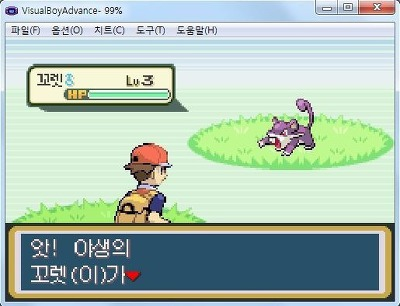 VisualBoyAdvance- 99%
파일(F) 옵션(O) 치트(C) 도구(T) 도움말(H)
꼬렛♂ Lv3
HP
앗! 야생의
꼬렛(이)가